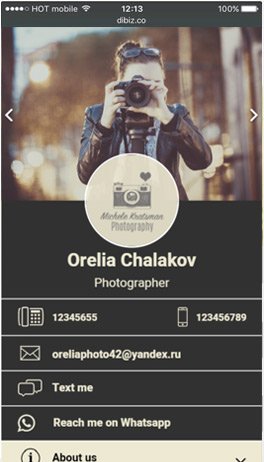 HOT mobile 12:13 100%
dibiz.co
Michele Kratsman
Photography
Orelia Chalakov
Photographer
12345655 123456789
oreliaphoto42@yandex.ru
Text me
Reach me on Whatsapp
About us